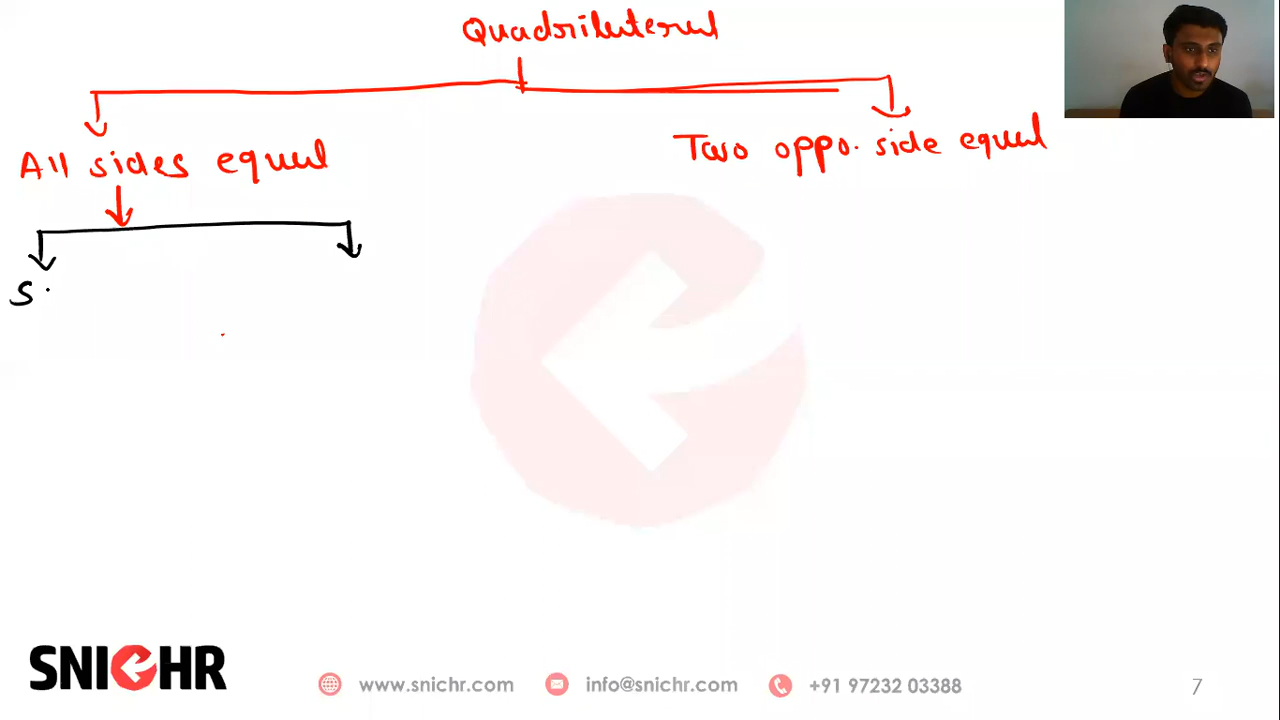 Quadrilateral
All sides equal
Two oppo. side equal
S
SNICHR
www.snichr.com
info@snichr.com
+91 97232 03388
7